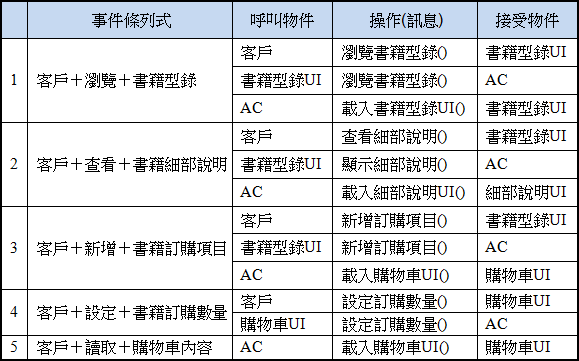 事件條列式 呼叫物件 操作(訊息) 接受物件
1 客戶＋瀏覽＋書籍型錄 客戶 瀏覽書籍型錄() 書籍型錄UI
書籍型錄UI 瀏覽書籍型錄() AC
AC 載入書籍型錄UI() 書籍型錄UI
2 客戶＋查看＋書籍細部說明 客戶 查看細部說明() 書籍型錄UI
書籍型錄UI 顯示細部說明() AC
AC 載入細部說明UI() 細部說明UI
3 客戶＋新增＋書籍訂購項目 客戶 新增訂購項目() 書籍型錄UI
書籍型錄UI 新增訂購項目() AC
AC 載入購物車UI() 購物車UI
4 客戶＋設定＋書籍訂購數量 客戶 設定訂購數量() 購物車UI
購物車UI 設定訂購數量() AC
5 客戶＋讀取＋購物車內容 AC 載入購物車UI() 購物車UI